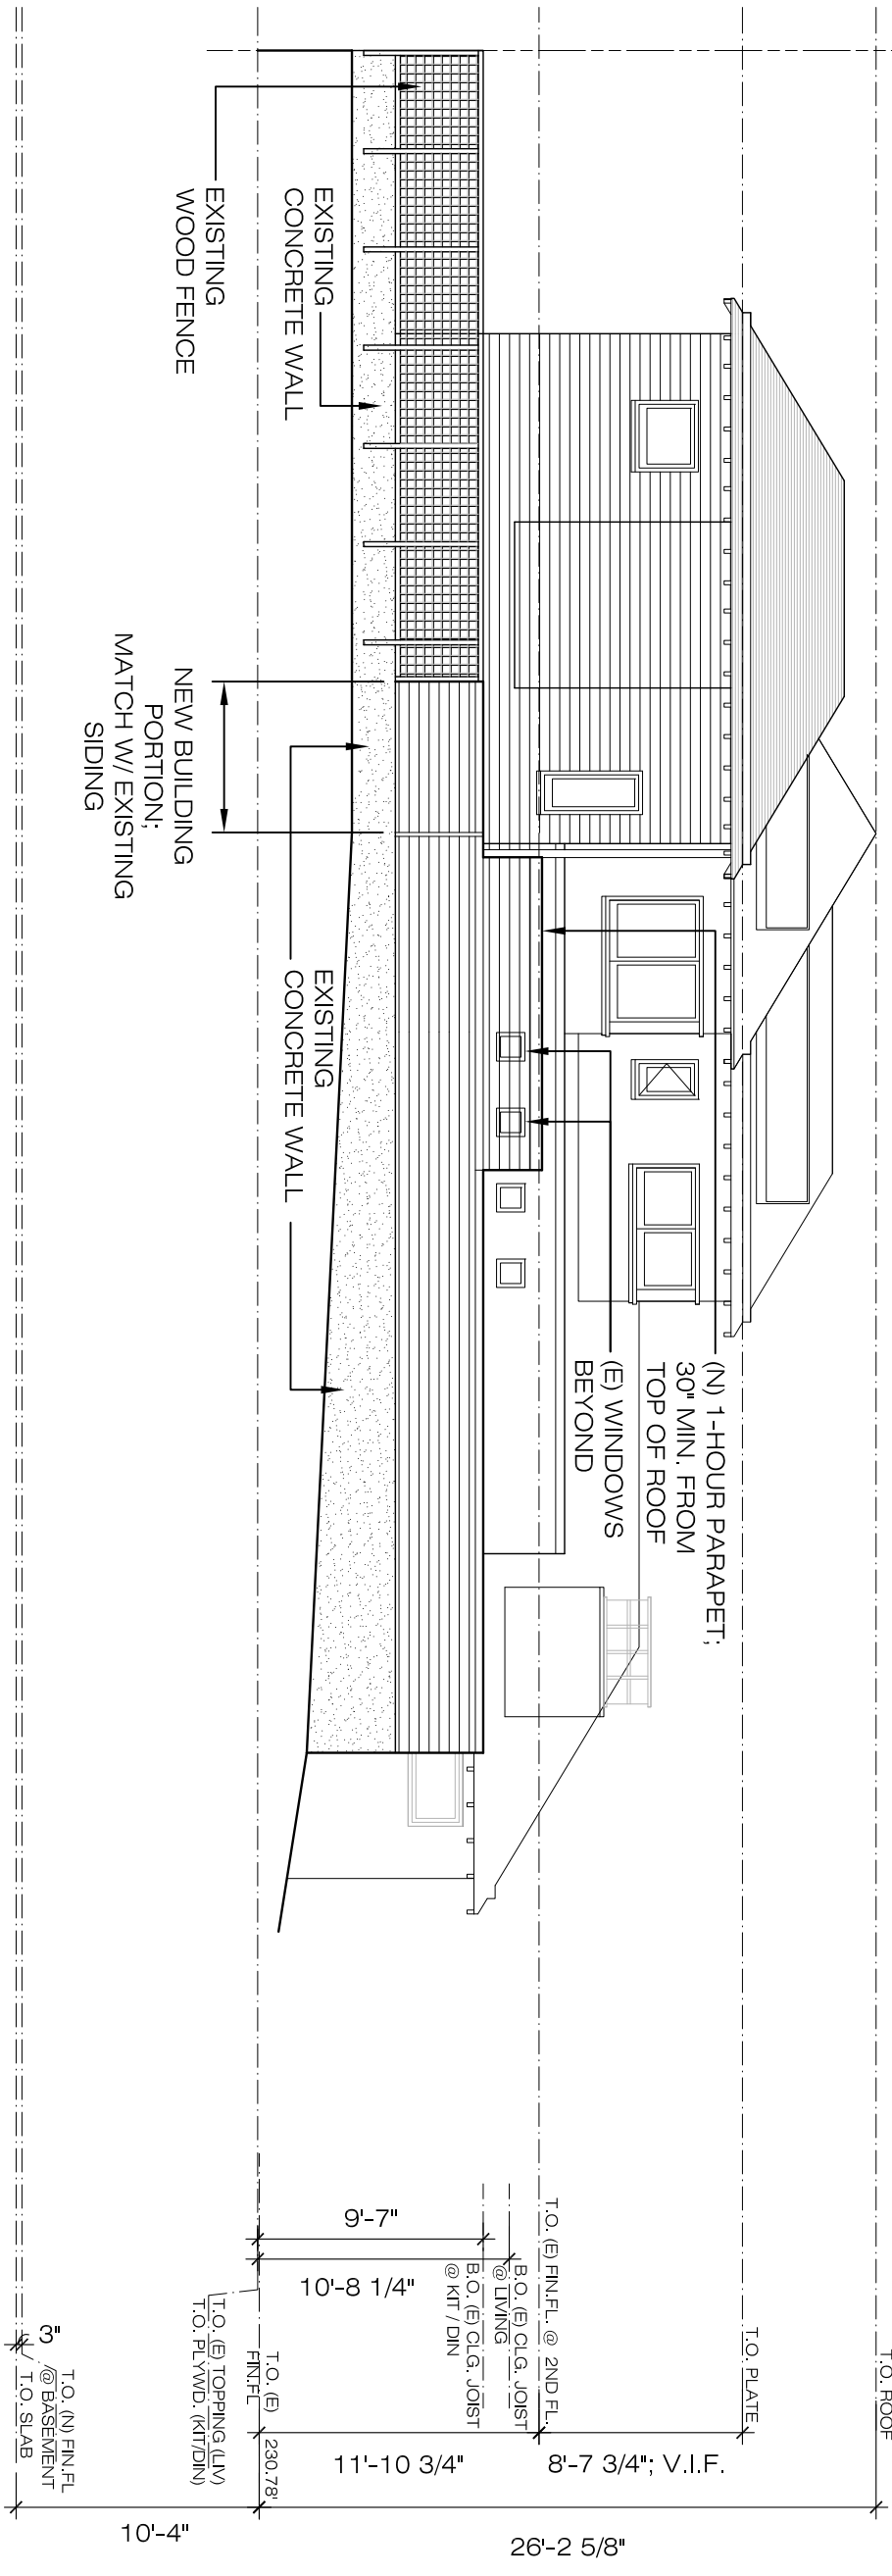 EXISTING
WOOD FENCE
EXISTING
CONCRETE WALL
NEW BUILDING
PORTION;
MATCH W/ EXISTING
SIDING
EXISTING
CONCRETE WALL
(N) 1-HOUR PARAPET;
30" MIN. FROM
TOP OF ROOF
(E) WINDOWS
BEYOND
T.O. ROOF
T.O. PLATE
T.O. (E) FIN.FL. @ 2ND FL.
B.O. (E) CLG. JOIST
@ LIVING
B.O. (E) CLG. JOIST
@ KIT / DIN
T.O. (E)
FIN.FL
230.78'
T.O. (E) TOPPING (LIV)
T.O. PLYWD. (KIT/DIN)
T.O. (N) FIN.FL
@ BASEMENT
T.O. SLAB
9'-7"
10'-8 1/4"
3"
11'-10 3/4"
8'-7 3/4"; V.I.F.
10'-4"
26'-2 5/8"